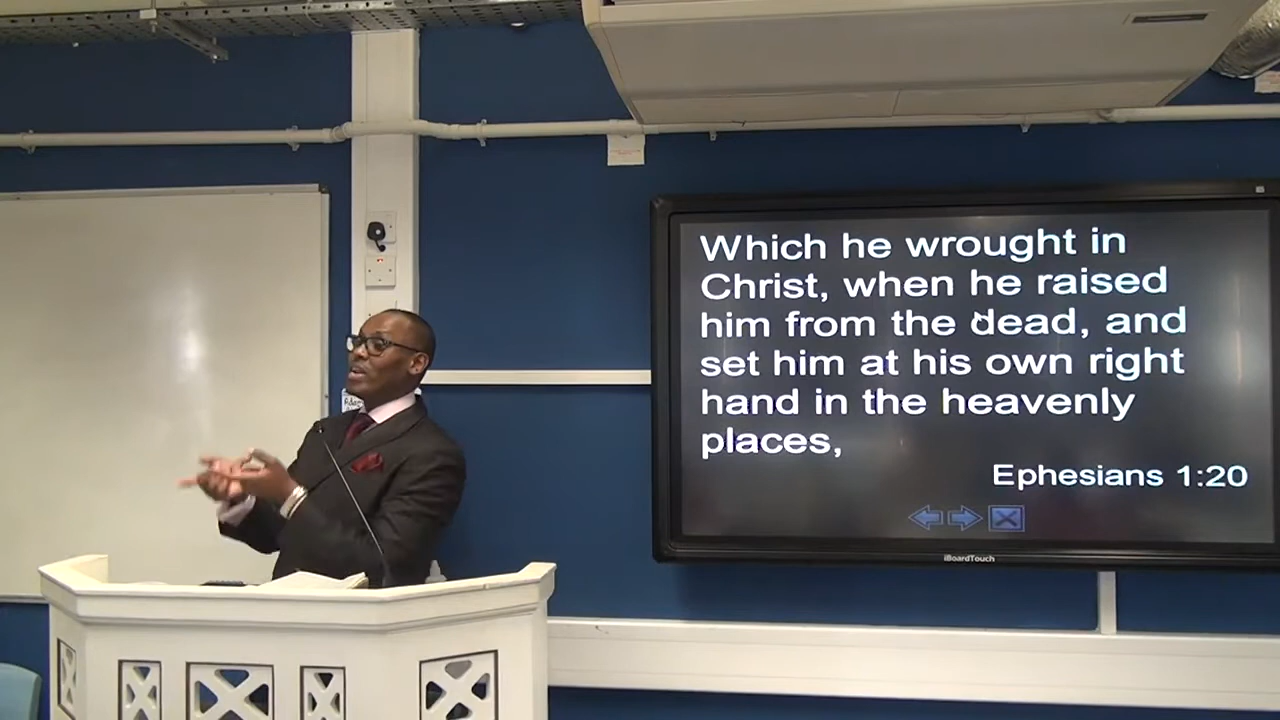 Which he wrought in
Christ, when he raised
him from the dead, and
set him at his own right
hand in the heavenly
places,
Ephesians 1:20
iBoardTouch